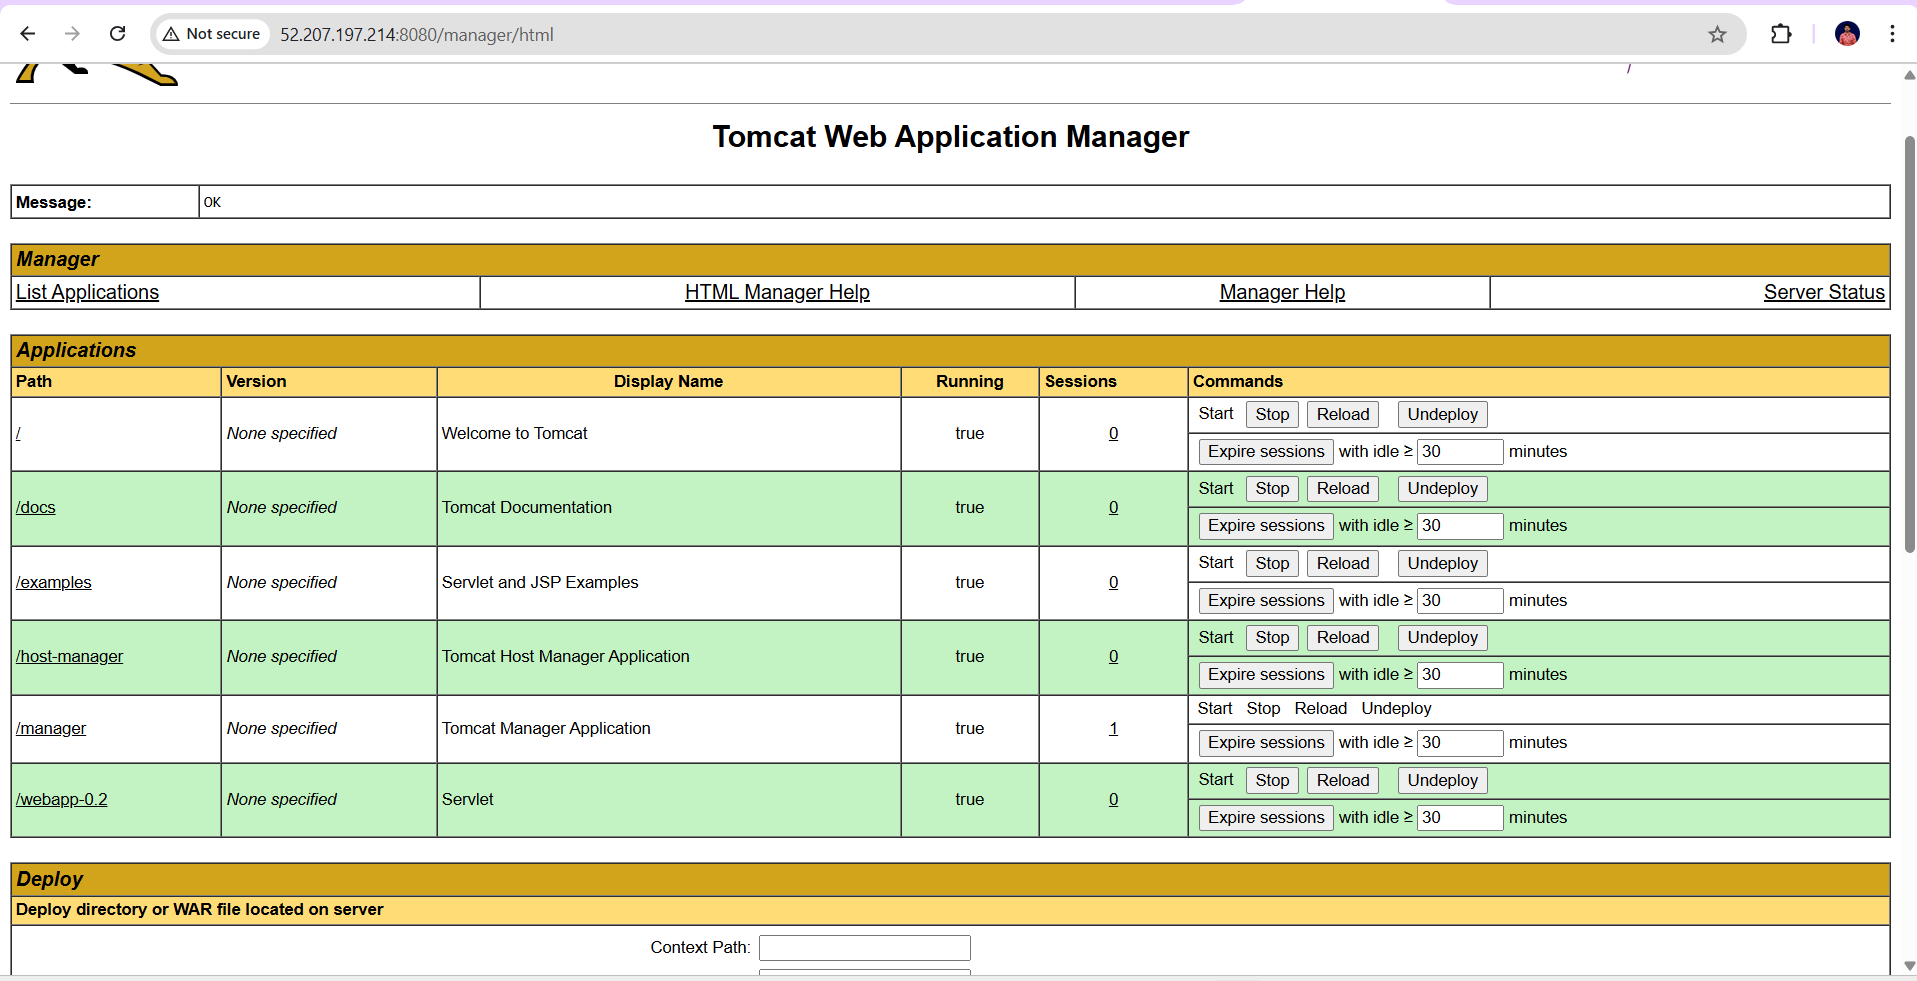 Not secure 52.207.197.214:8080/manager/html
/
Tomcat Web Application Manager
Message: OK
Manager
List Applications HTML Manager Help Manager Help Server Status
Applications
Path Version Display Name Running Sessions Commands
/ None specified Welcome to Tomcat true 0 Start Stop Reload Undeploy
Expire sessions with idle ≥ 30 minutes
/docs None specified Tomcat Documentation true 0 Start Stop Reload Undeploy
Expire sessions with idle ≥ 30 minutes
/examples None specified Servlet and JSP Examples true 0 Start Stop Reload Undeploy
Expire sessions with idle ≥ 30 minutes
/host-manager None specified Tomcat Host Manager Application true 0 Start Stop Reload Undeploy
Expire sessions with idle ≥ 30 minutes
/manager None specified Tomcat Manager Application true 1 Start Stop Reload Undeploy
Expire sessions with idle ≥ 30 minutes
/webapp-0.2 None specified Servlet true 0 Start Stop Reload Undeploy
Expire sessions with idle ≥ 30 minutes
Deploy
Deploy directory or WAR file located on server
Context Path: